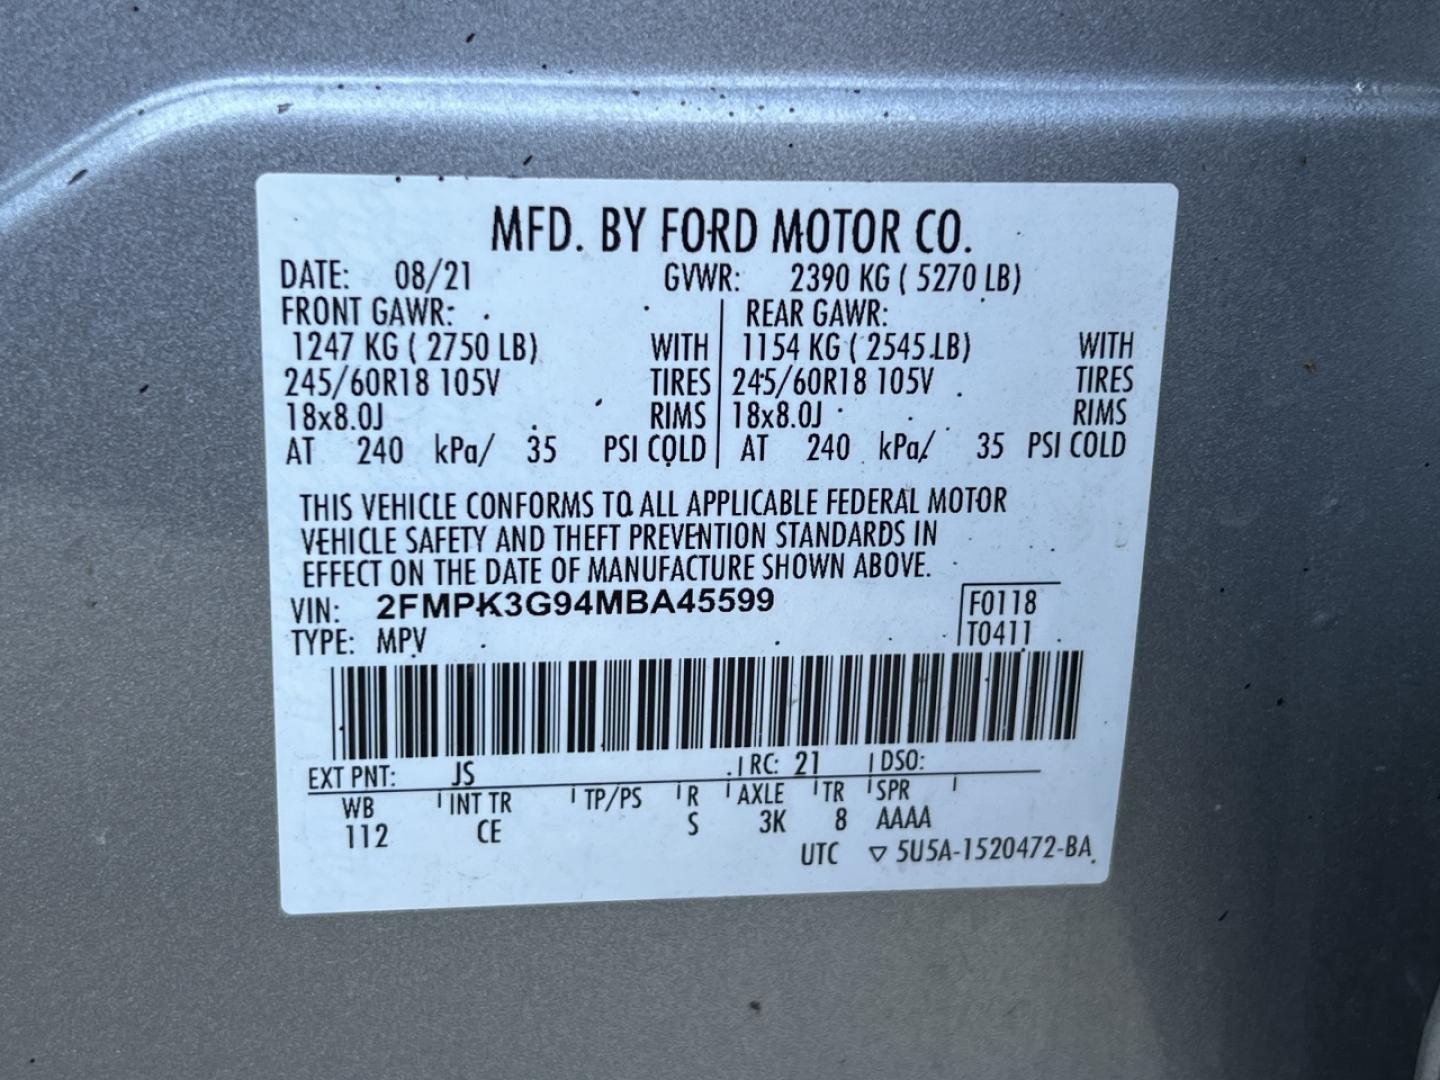 MFD. BY FORD MOTOR CO.
DATE: 08/21 GVWR: 2390 KG ( 5270 LB)
FRONT GAWR: REAR GAWR:
1247 KG ( 2750 LB) WITH 1154 KG ( 2545 LB) WITH
245/60R18 105V TIRES 245/60R18 105V TIRES
18x8.0J RIMS 18x8.0J RIMS
AT 240 kPa/ 35 PSI COLD AT 240 kPa/ 35 PSI COLD
THIS VEHICLE CONFORMS TO ALL APPLICABLE FEDERAL MOTOR
VEHICLE SAFETY AND THEFT PREVENTION STANDARDS IN
EFFECT ON THE DATE OF MANUFACTURE SHOWN ABOVE.
VIN: 2FMPK3G94MBA45599 F0118
TYPE: MPV T0411
EXT PNT: JS RC: 21 DSO:
WB INT TR TP/PS R AXLE TR SPR
112 CE S 3K 8 AAAA
UTC ▽ 5U5A-1520472-BA